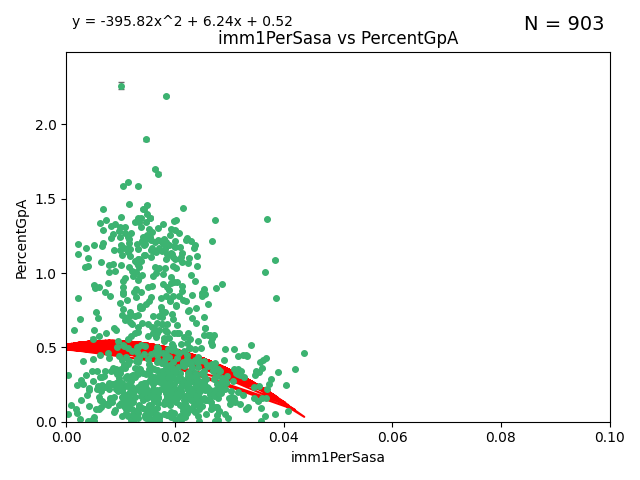 y = -395.82x^2 + 6.24x + 0.52
N = 903
imm1PerSasa vs PercentGpA
PercentGpA
2.0
1.5
1.0
0.5
0.0
0.00 0.02 0.04 0.06 0.08 0.10
imm1PerSasa